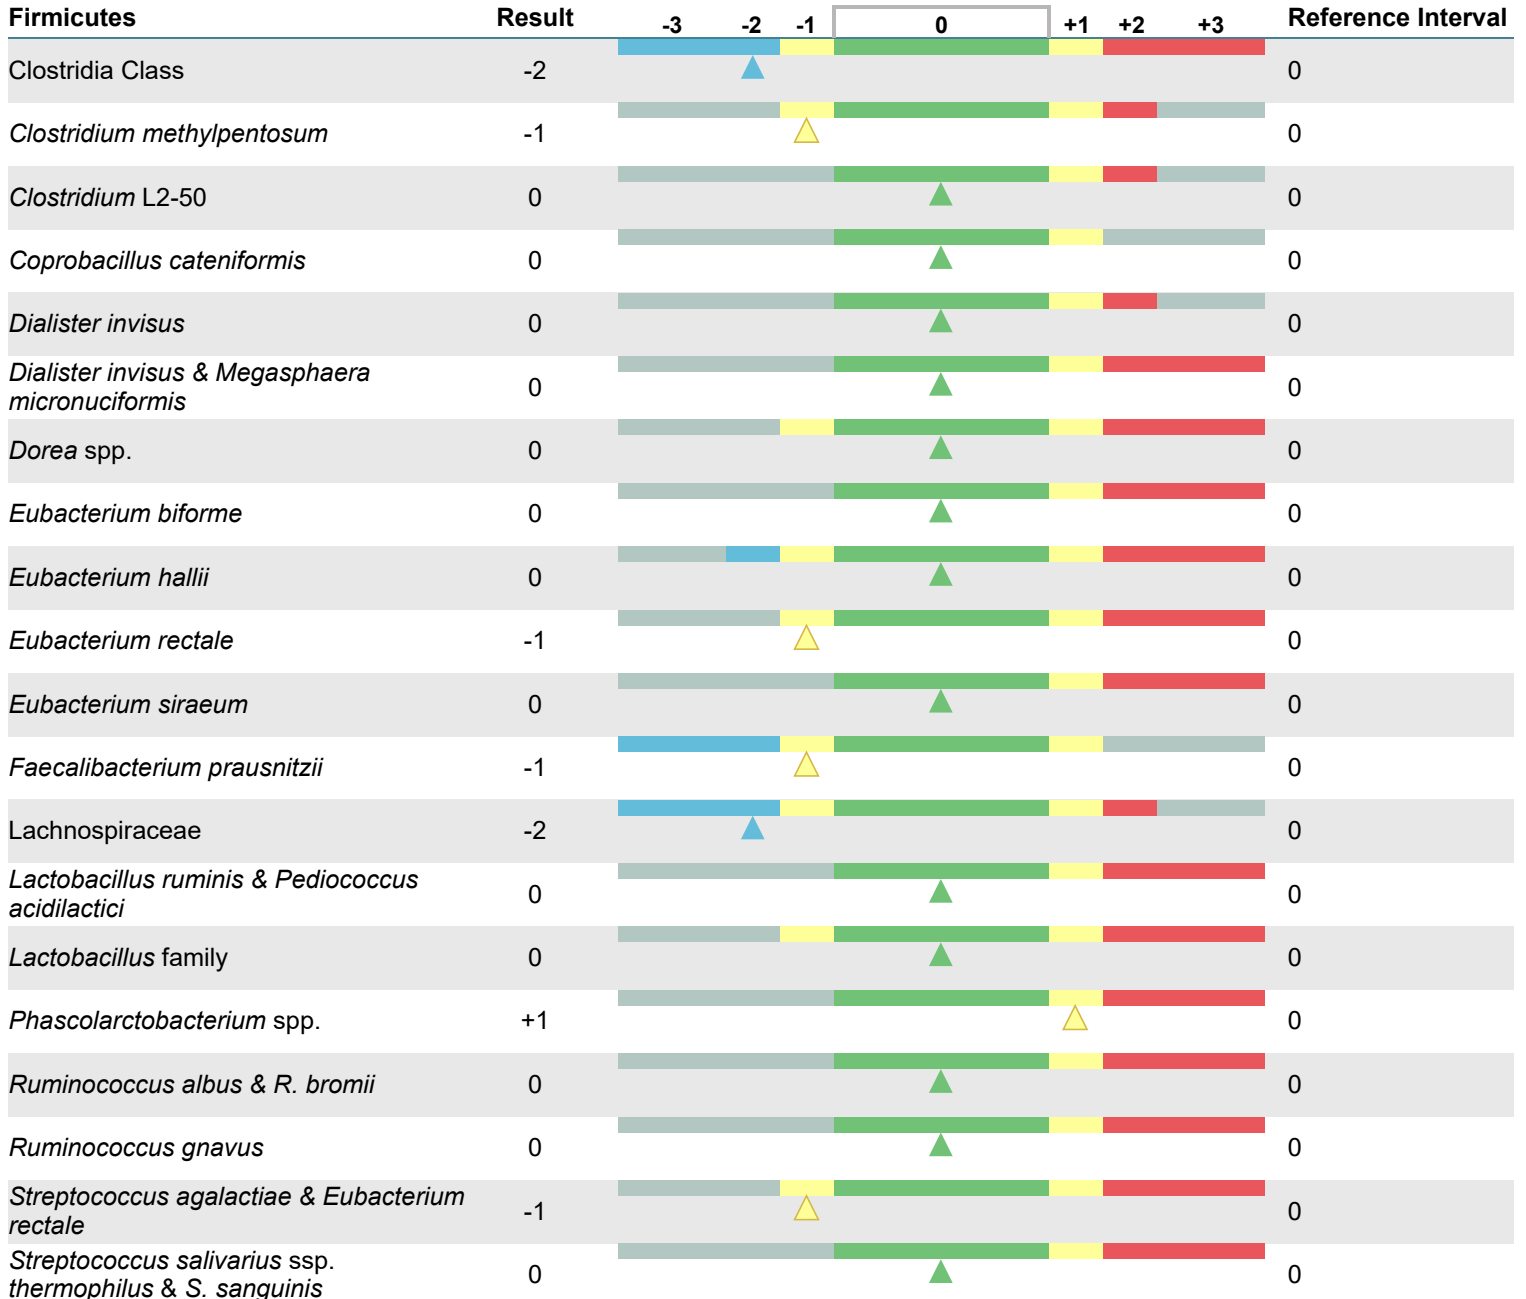 Firmicutes Result -3 -2 -1 0 +1 +2 +3 Reference Interval
Clostridia Class -2 0
Clostridium methylpentosum -1 0
Clostridium L2-50 0 0
Coprobacillus cateniformis 0 0
Dialister invisus 0 0
Dialister invisus & Megasphaera
micronuciformis 0 0
Dorea spp. 0 0
Eubacterium biforme 0 0
Eubacterium hallii 0 0
Eubacterium rectale -1 0
Eubacterium siraeum 0 0
Faecalibacterium prausnitzii -1 0
Lachnospiraceae -2 0
Lactobacillus ruminis & Pediococcus
acidilactici 0 0
Lactobacillus family 0 0
Phascolarctobacterium spp. +1 0
Ruminococcus albus & R. bromii 0 0
Ruminococcus gnavus 0 0
Streptococcus agalactiae & Eubacterium
rectale -1 0
Streptococcus salivarius ssp.
thermophilus & S. sanguinis 0 0